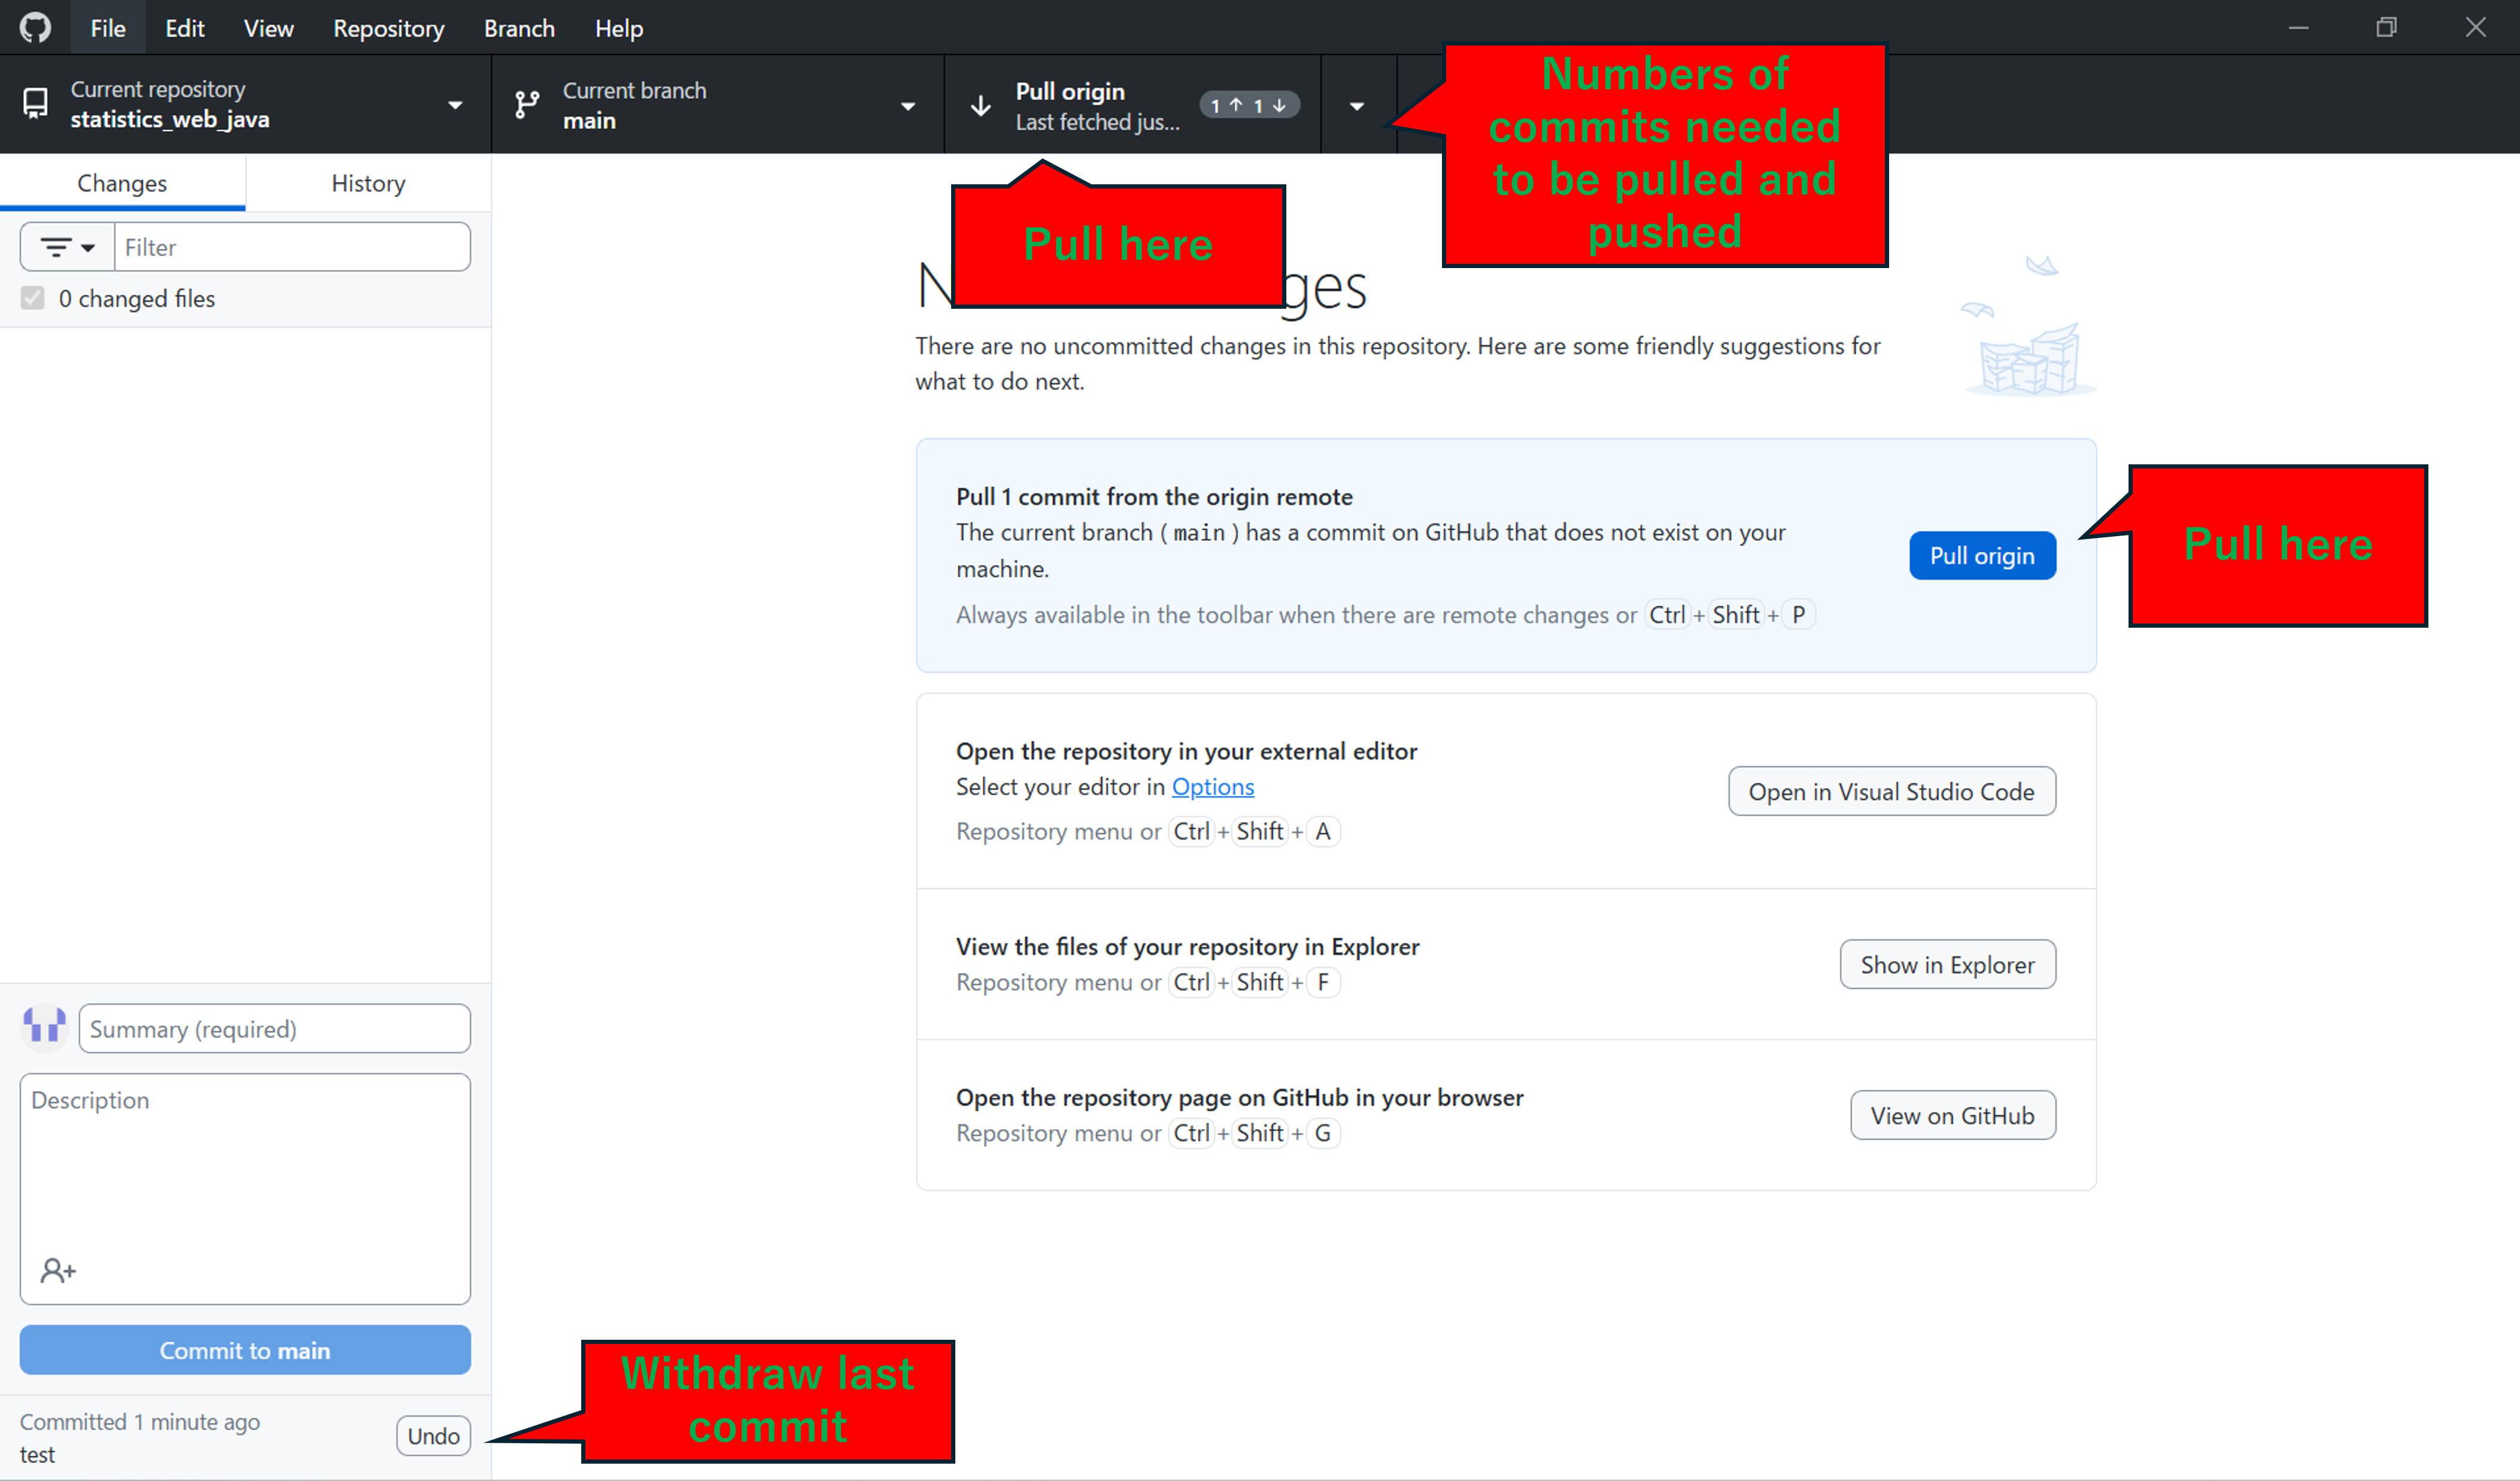 File Edit View Repository Branch Help
Current repository
statistics_web_java
Current branch
main
Pull origin
Last fetched jus...
1 ↑ 1 ↓
Numbers of
commits needed
to be pulled and
pushed
Changes
History
Filter
0 changed files
Pull here
N
ges
There are no uncommitted changes in this repository. Here are some friendly suggestions for
what to do next.
Pull 1 commit from the origin remote
The current branch ( main ) has a commit on GitHub that does not exist on your
machine.
Always available in the toolbar when there are remote changes or Ctrl + Shift + P
Pull origin
Pull here
Open the repository in your external editor
Select your editor in Options
Repository menu or Ctrl + Shift + A
Open in Visual Studio Code
View the files of your repository in Explorer
Repository menu or Ctrl + Shift + F
Show in Explorer
Open the repository page on GitHub in your browser
Repository menu or Ctrl + Shift + G
View on GitHub
Summary (required)
Description
Commit to main
Committed 1 minute ago
test
Undo
Withdraw last
commit